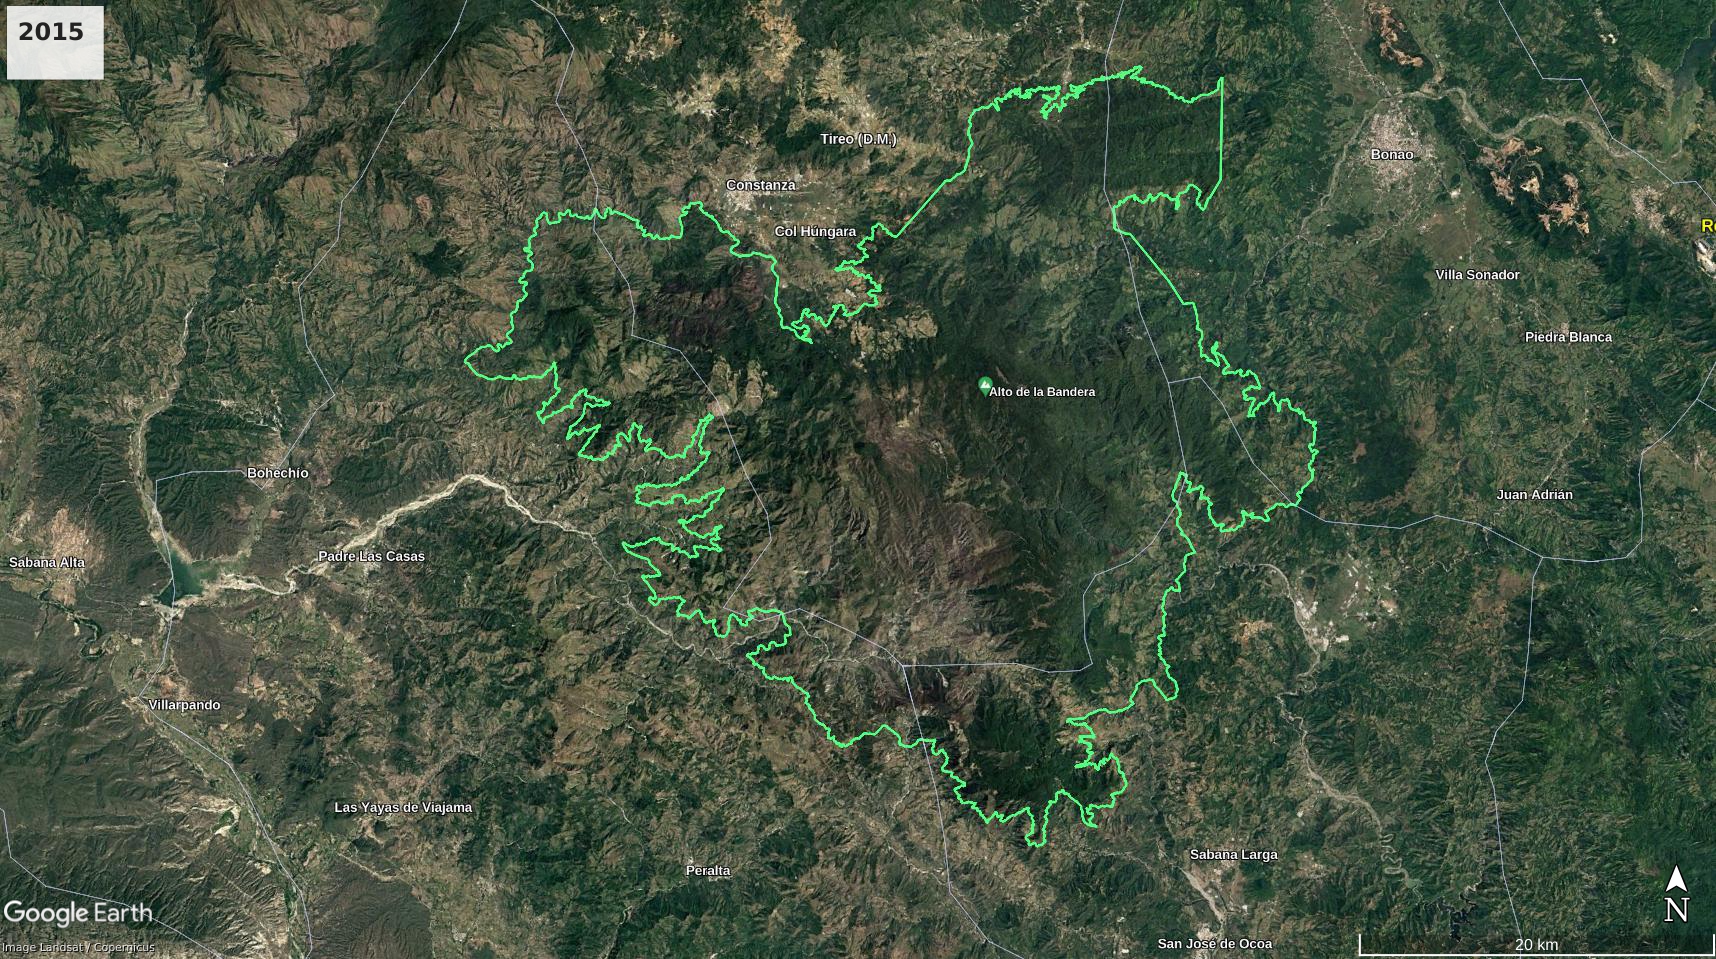 2015
Tireo (D.M.)
Bonao
Constanza
Col Húngara
Villa Sonador
Piedra Blanca
Alto de la Bandera
Bohechío
Juan Adrián
Padre Las Casas
Sabana Alta
Villarpando
Las Yayas de Viajama
Sabana Larga
Peralta
Google Earth
N
Image Landsat / Copernicus
San José de Ocoa
20 km